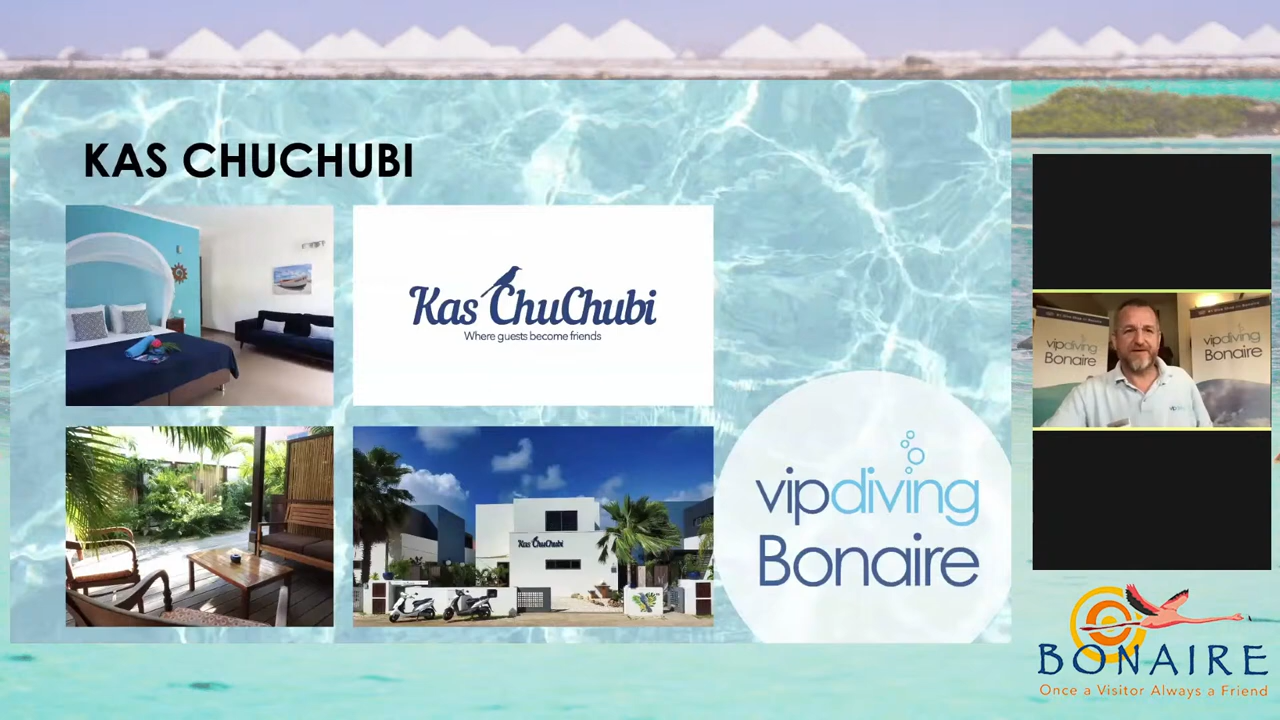 KAS CHUCHUBI
Kas ChuChubi
Where guests become friends
Kas ChuChubi
vipdiving
Bonaire
vipdiving
Bonaire
vipdiving
Bonaire
BONAIRE
Once a Visitor Always a Friend